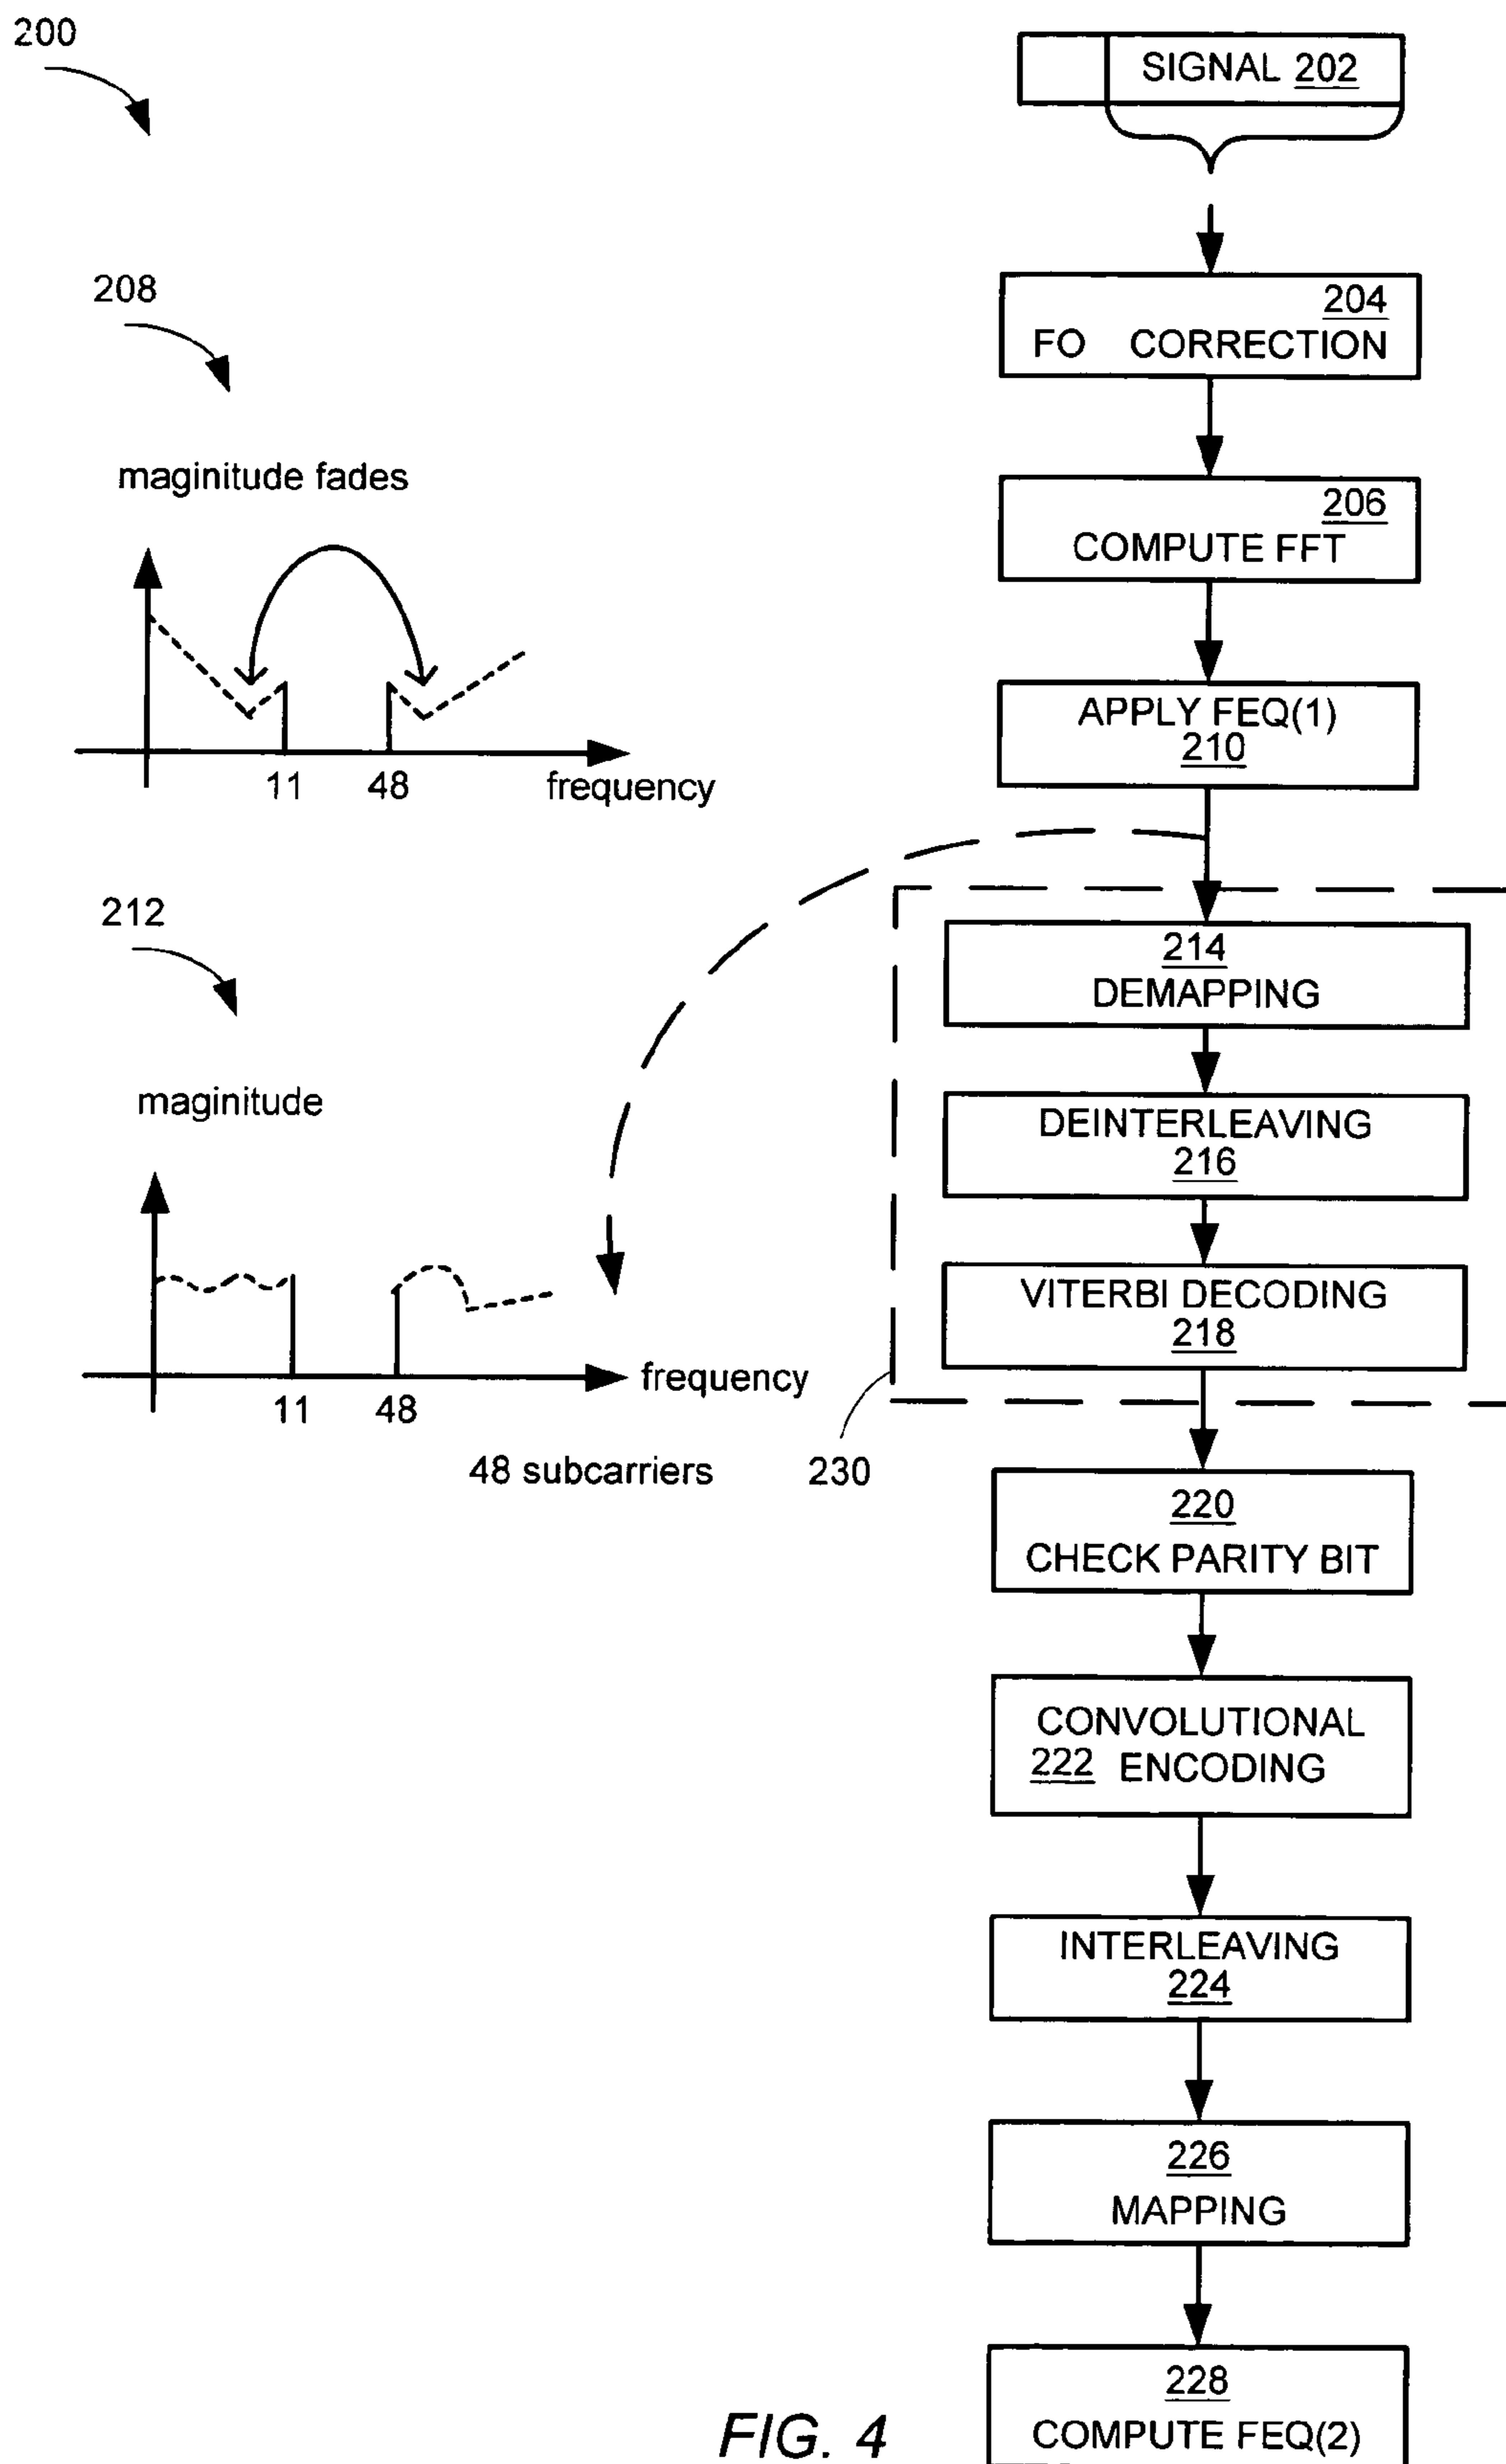 200
SIGNAL 202
204
FO CORRECTION
208
206
COMPUTE FFT
maginitude fades
APPLY FEQ(1)
210
11
48
frequency
212
214
DEMAPPING
maginitude
DEINTERLEAVING
216
VITERBI DECODING
218
frequency
11
48
48 subcarriers
230
220
CHECK PARITY BIT
CONVOLUTIONAL
222 ENCODING
INTERLEAVING
224
226
MAPPING
228
COMPUTE FEQ(2)
FIG. 4